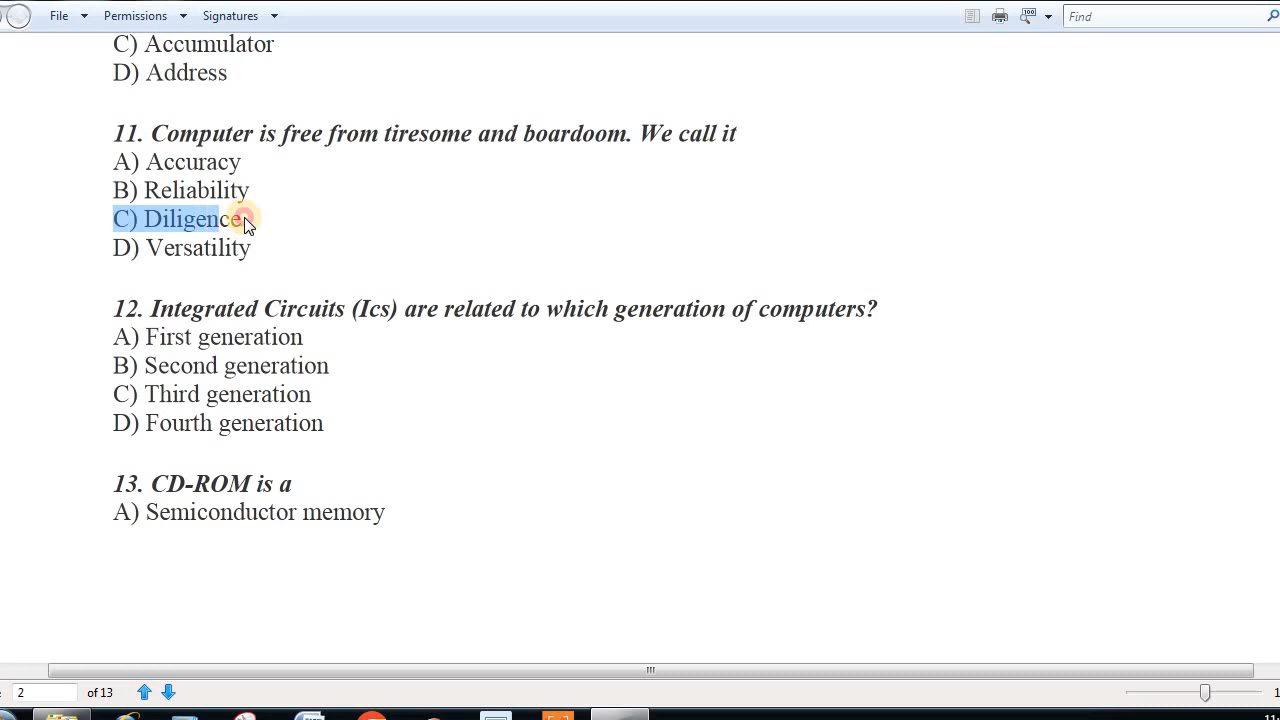 File Permissions Signatures Find
C) Accumulator
D) Address
11. Computer is free from tiresome and boardoom. We call it
A) Accuracy
B) Reliability
C) Diligence
D) Versatility
12. Integrated Circuits (Ics) are related to which generation of computers?
A) First generation
B) Second generation
C) Third generation
D) Fourth generation
13. CD-ROM is a
A) Semiconductor memory
2 of 13